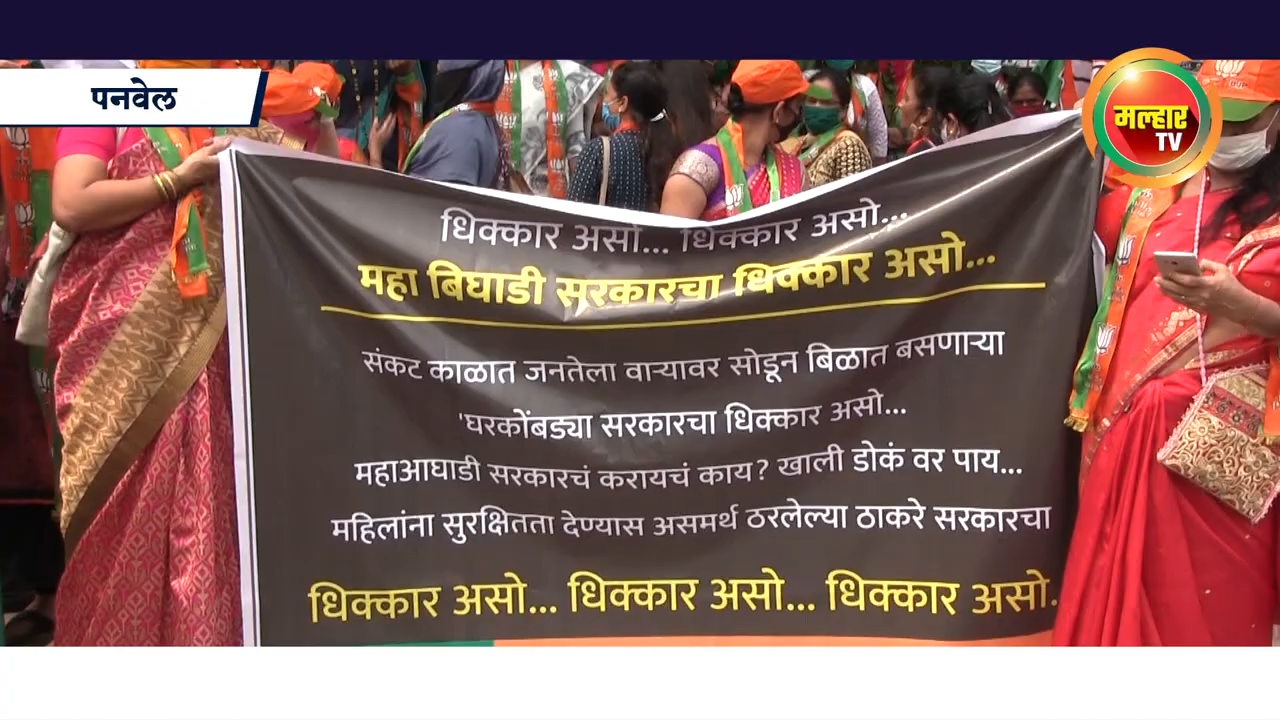 पनवेल
मल्हार
TV
धिक्कार असो... धिक्कार असो...
महा बिघाडी सरकारचा धिक्कार असो...
संकट काळात जनतेला वाऱ्यावर सोडून बिळात बसणाऱ्या
'घरकोंबड्या सरकारचा धिक्कार असो...
महाआघाडी सरकारचं करायचं काय? खाली डोकं वर पाय...
महिलांना सुरक्षितता देण्यास असमर्थ ठरलेल्या ठाकरे सरकारचा
धिक्कार असो... धिक्कार असो... धिक्कार असो.